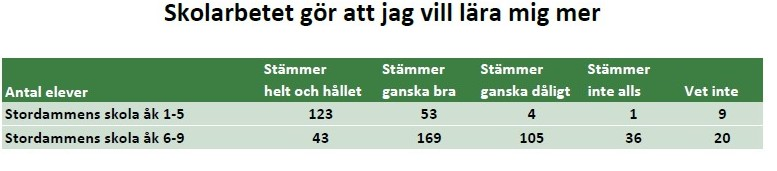 Skolarbetet gör att jag vill lära mig mer
Stämmer Stämmer Stämmer Stämmer
Antal elever helt och hållet ganska bra ganska dåligt inte alls Vet inte
Stordammens skola åk 1-5 123 53 4 1 9
Stordammens skola åk 6-9 43 169 105 36 20